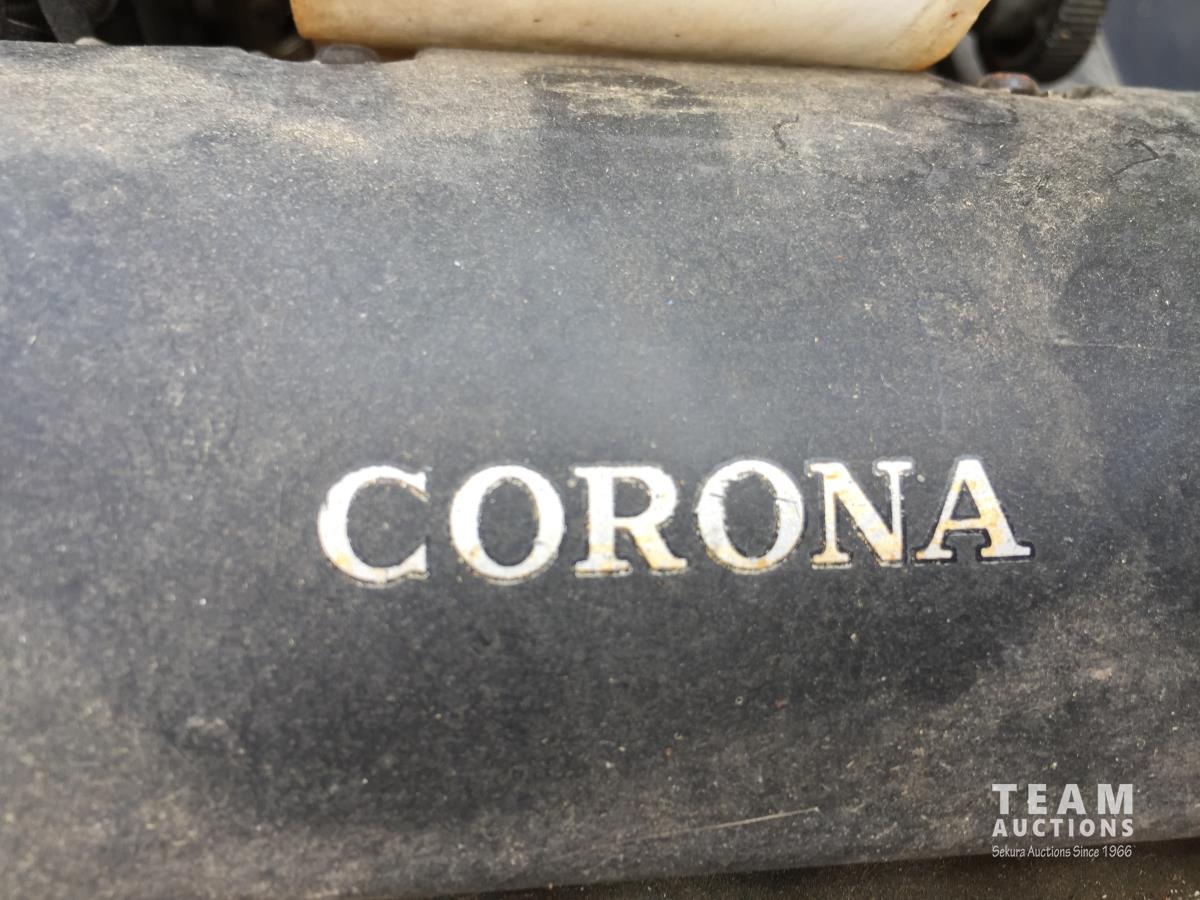 CORONA
TEAM
AUCTIONS
Sekura Auctions Since 1966